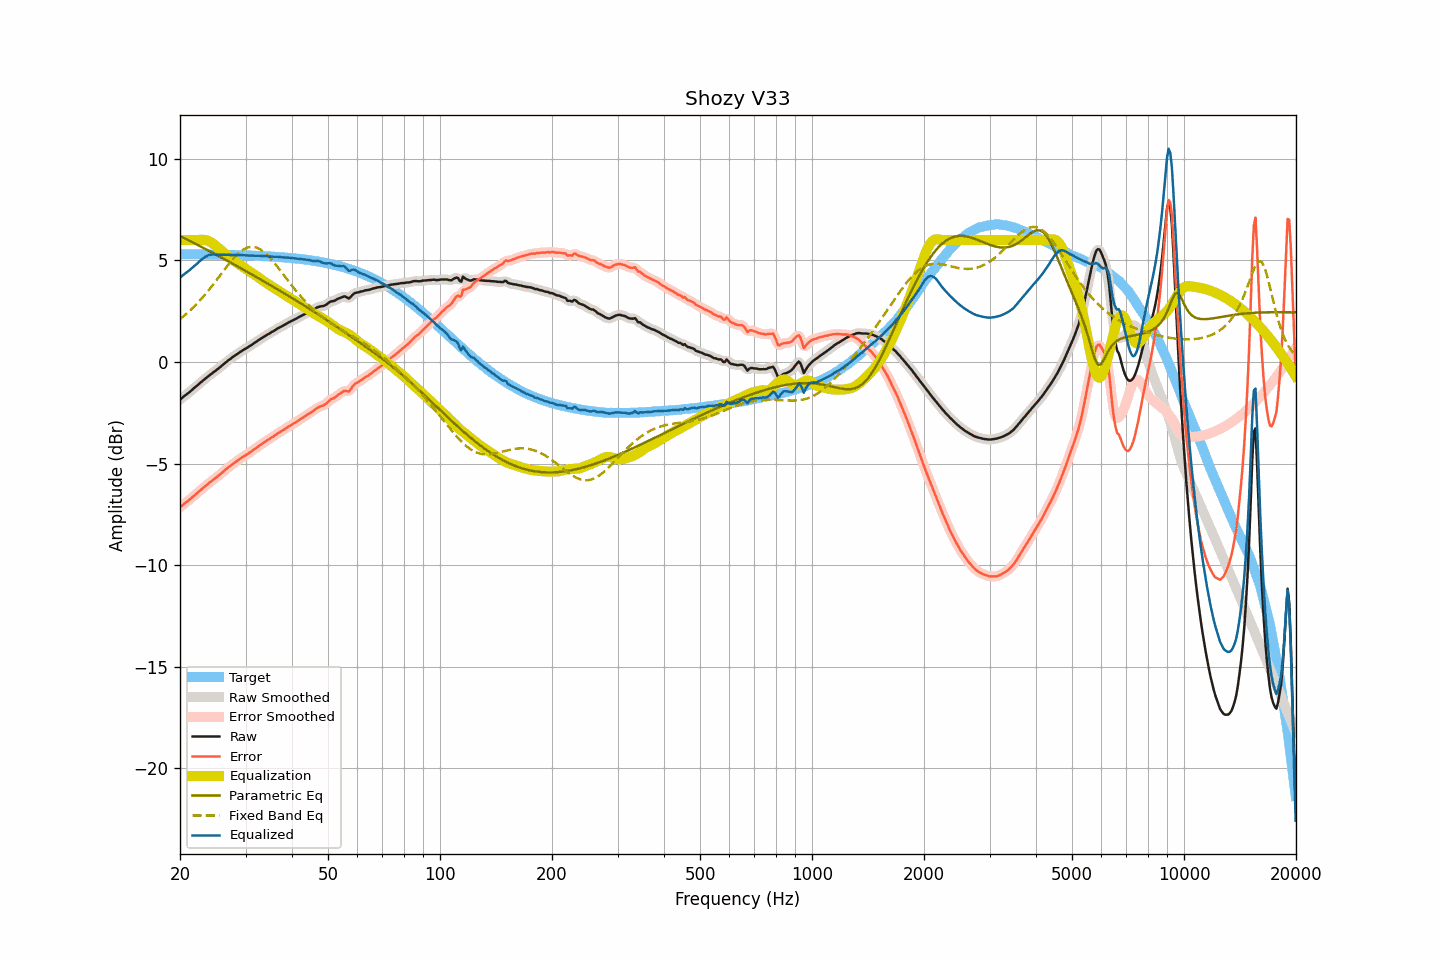 Shozy V33
10
5
0
−5
−10
−15
−20
Amplitude (dBr)
Target
Raw Smoothed
Error Smoothed
Raw
Error
Equalization
Parametric Eq
Fixed Band Eq
Equalized
20 50 100 200 500 1000 2000 5000 10000 20000
Frequency (Hz)